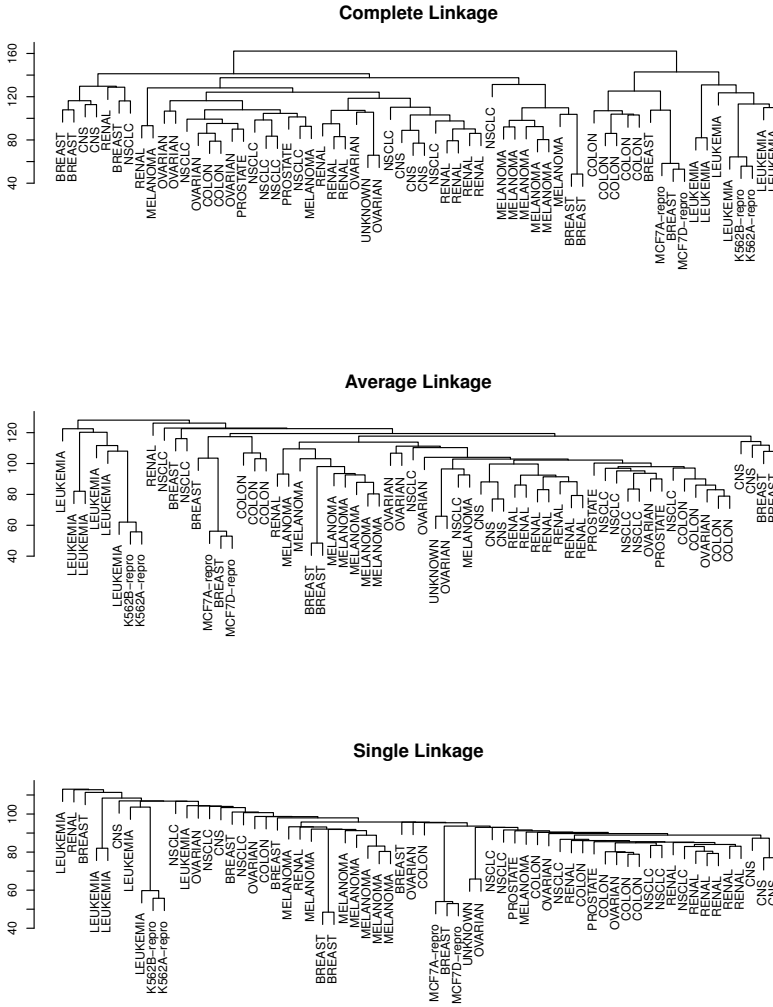 Complete Linkage
160
120
80
40
BREAST
BREAST
CNS
CNS
RENAL
BREAST
NSCLC
RENAL
MELANOMA
OVARIAN
OVARIAN
NSCLC
OVARIAN
COLON
COLON
OVARIAN
PROSTATE
NSCLC
NSCLC
NSCLC
PROSTATE
NSCLC
MELANOMA
RENAL
RENAL
RENAL
OVARIAN
UNKNOWN
OVARIAN
NSCLC
CNS
CNS
CNS
NSCLC
RENAL
RENAL
RENAL
RENAL
NSCLC
MELANOMA
MELANOMA
MELANOMA
MELANOMA
MELANOMA
MELANOMA
BREAST
BREAST
COLON
COLON
COLON
COLON
COLON
BREAST
MCF7A-repro
BREAST
MCF7D-repro
LEUKEMIA
LEUKEMIA
LEUKEMIA
LEUKEMIA
K562B-repro
K562A-repro
LEUKEMIA
LEUKEMIA
Average Linkage
120
100
80
60
40
LEUKEMIA
LEUKEMIA
LEUKEMIA
LEUKEMIA
LEUKEMIA
LEUKEMIA
K562B-repro
K562A-repro
RENAL
NSCLC
BREAST
NSCLC
BREAST
MCF7A-repro
BREAST
MCF7D-repro
COLON
COLON
COLON
RENAL
MELANOMA
MELANOMA
BREAST
BREAST
MELANOMA
MELANOMA
MELANOMA
MELANOMA
MELANOMA
OVARIAN
OVARIAN
NSCLC
OVARIAN
UNKNOWN
OVARIAN
NSCLC
MELANOMA
CNS
CNS
CNS
RENAL
RENAL
RENAL
RENAL
RENAL
RENAL
RENAL
PROSTATE
NSCLC
NSCLC
NSCLC
NSCLC
OVARIAN
PROSTATE
NSCLC
COLON
COLON
OVARIAN
COLON
COLON
CNS
CNS
BREAST
BREAST
Single Linkage
100
80
60
40
LEUKEMIA
RENAL
BREAST
LEUKEMIA
LEUKEMIA
CNS
LEUKEMIA
LEUKEMIA
K562B-repro
K562A-repro
NSCLC
LEUKEMIA
OVARIAN
NSCLC
CNS
BREAST
NSCLC
OVARIAN
COLON
BREAST
MELANOMA
RENAL
MELANOMA
BREAST
BREAST
MELANOMA
MELANOMA
MELANOMA
MELANOMA
MELANOMA
BREAST
OVARIAN
COLON
MCF7A-repro
BREAST
MCF7D-repro
UNKNOWN
OVARIAN
NSCLC
NSCLC
PROSTATE
MELANOMA
COLON
OVARIAN
NSCLC
RENAL
COLON
PROSTATE
COLON
OVARIAN
COLON
COLON
NSCLC
NSCLC
RENAL
NSCLC
RENAL
RENAL
RENAL
RENAL
RENAL
CNS
CNS
CNS